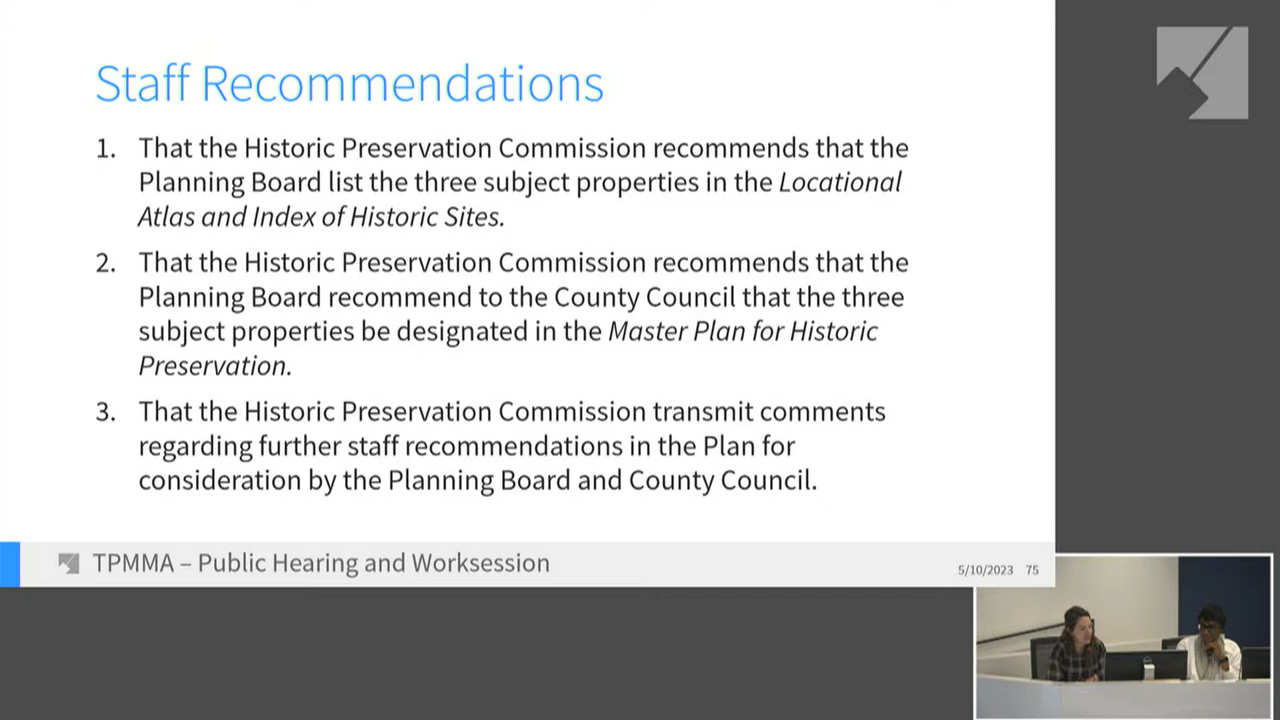 Staff Recommendations
1. That the Historic Preservation Commission recommends that the
Planning Board list the three subject properties in the Locational
Atlas and Index of Historic Sites.
2. That the Historic Preservation Commission recommends that the
Planning Board recommend to the County Council that the three
subject properties be designated in the Master Plan for Historic
Preservation.
3. That the Historic Preservation Commission transmit comments
regarding further staff recommendations in the Plan for
consideration by the Planning Board and County Council.
TPMMA – Public Hearing and Worksession
5/10/2023 75